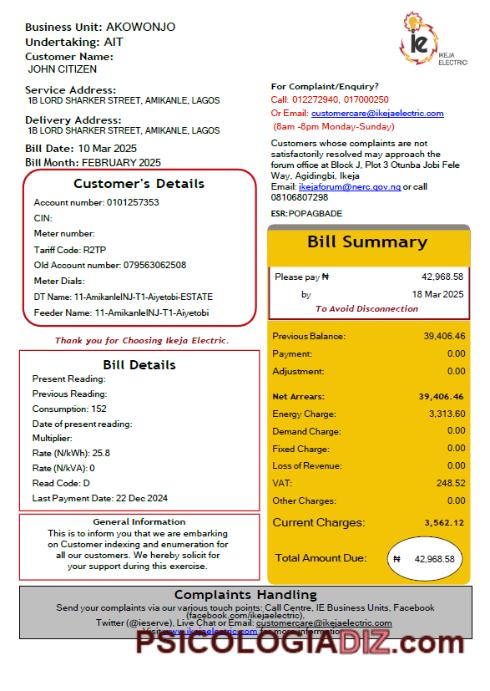 Business Unit: AKOWONJO
Undertaking: AIT
Customer Name:
JOHN CITIZEN
Service Address:
1B LORD SHARKER STREET, AMIKANLE, LAGOS
Delivery Address:
1B LORD SHARKER STREET, AMIKANLE, LAGOS
Bill Date: 10 Mar 2025
Bill Month: FEBRUARY 2025
ie
IKEJA
ELECTRIC
For Complaint/Enquiry?
Call: 012272940, 017000250
Or Email: customercare@ikejaelectric.com
(8am -8pm Monday-Sunday)
Customers whose complaints are not
satisfactorily resolved may approach the
forum office at Block J, Plot 3 Otunba Jobi Fele
Way, Agidingbi, Ikeja
Email: ikejaforum@nerc.gov.ng or call
08106807298
ESR: POPAGBADE
Customer's Details
Account number: 0101257353
CIN:
Meter number:
Tariff Code: R2TP
Old Account number: 079563062508
Meter Dials:
DT Name: 11-AmikanleINJ-T1-Aiyetobi-ESTATE
Feeder Name: 11-AmikanleINJ-T1-Aiyetobi
Thank you for Choosing Ikeja Electric.
Bill Details
Present Reading:
Previous Reading:
Consumption: 152
Date of present reading:
Multiplier:
Rate (N/kWh): 25.8
Rate (N/kVA): 0
Read Code: D
Last Payment Date: 22 Dec 2024
General Information
This is to inform you that we are embarking
on Customer indexing and enumeration for
all our customers. We hereby solicit for
your support during this exercise.
Bill Summary
Please pay ₦ 42,968.58
by 18 Mar 2025
To Avoid Disconnection
Previous Balance: 39,406.46
Payment: 0.00
Adjustment: 0.00
Net Arrears: 39,406.46
Energy Charge: 3,313.60
Demand Charge: 0.00
Fixed Charge: 0.00
Loss of Revenue: 0.00
VAT: 248.52
Other Charges: 0.00
Current Charges: 3,562.12
Total Amount Due: ₦ 42,968.58
Complaints Handling
Send your complaints via our various touch points: Call Centre, IE Business Units, Facebook
(facebook.com/ikejaelectric),
Twitter (@ieserve), Live Chat or Email: customercare@ikejaelectric.com
Visit www.ikejaelectric.com for more information
PSICOLOGIADIZ.com